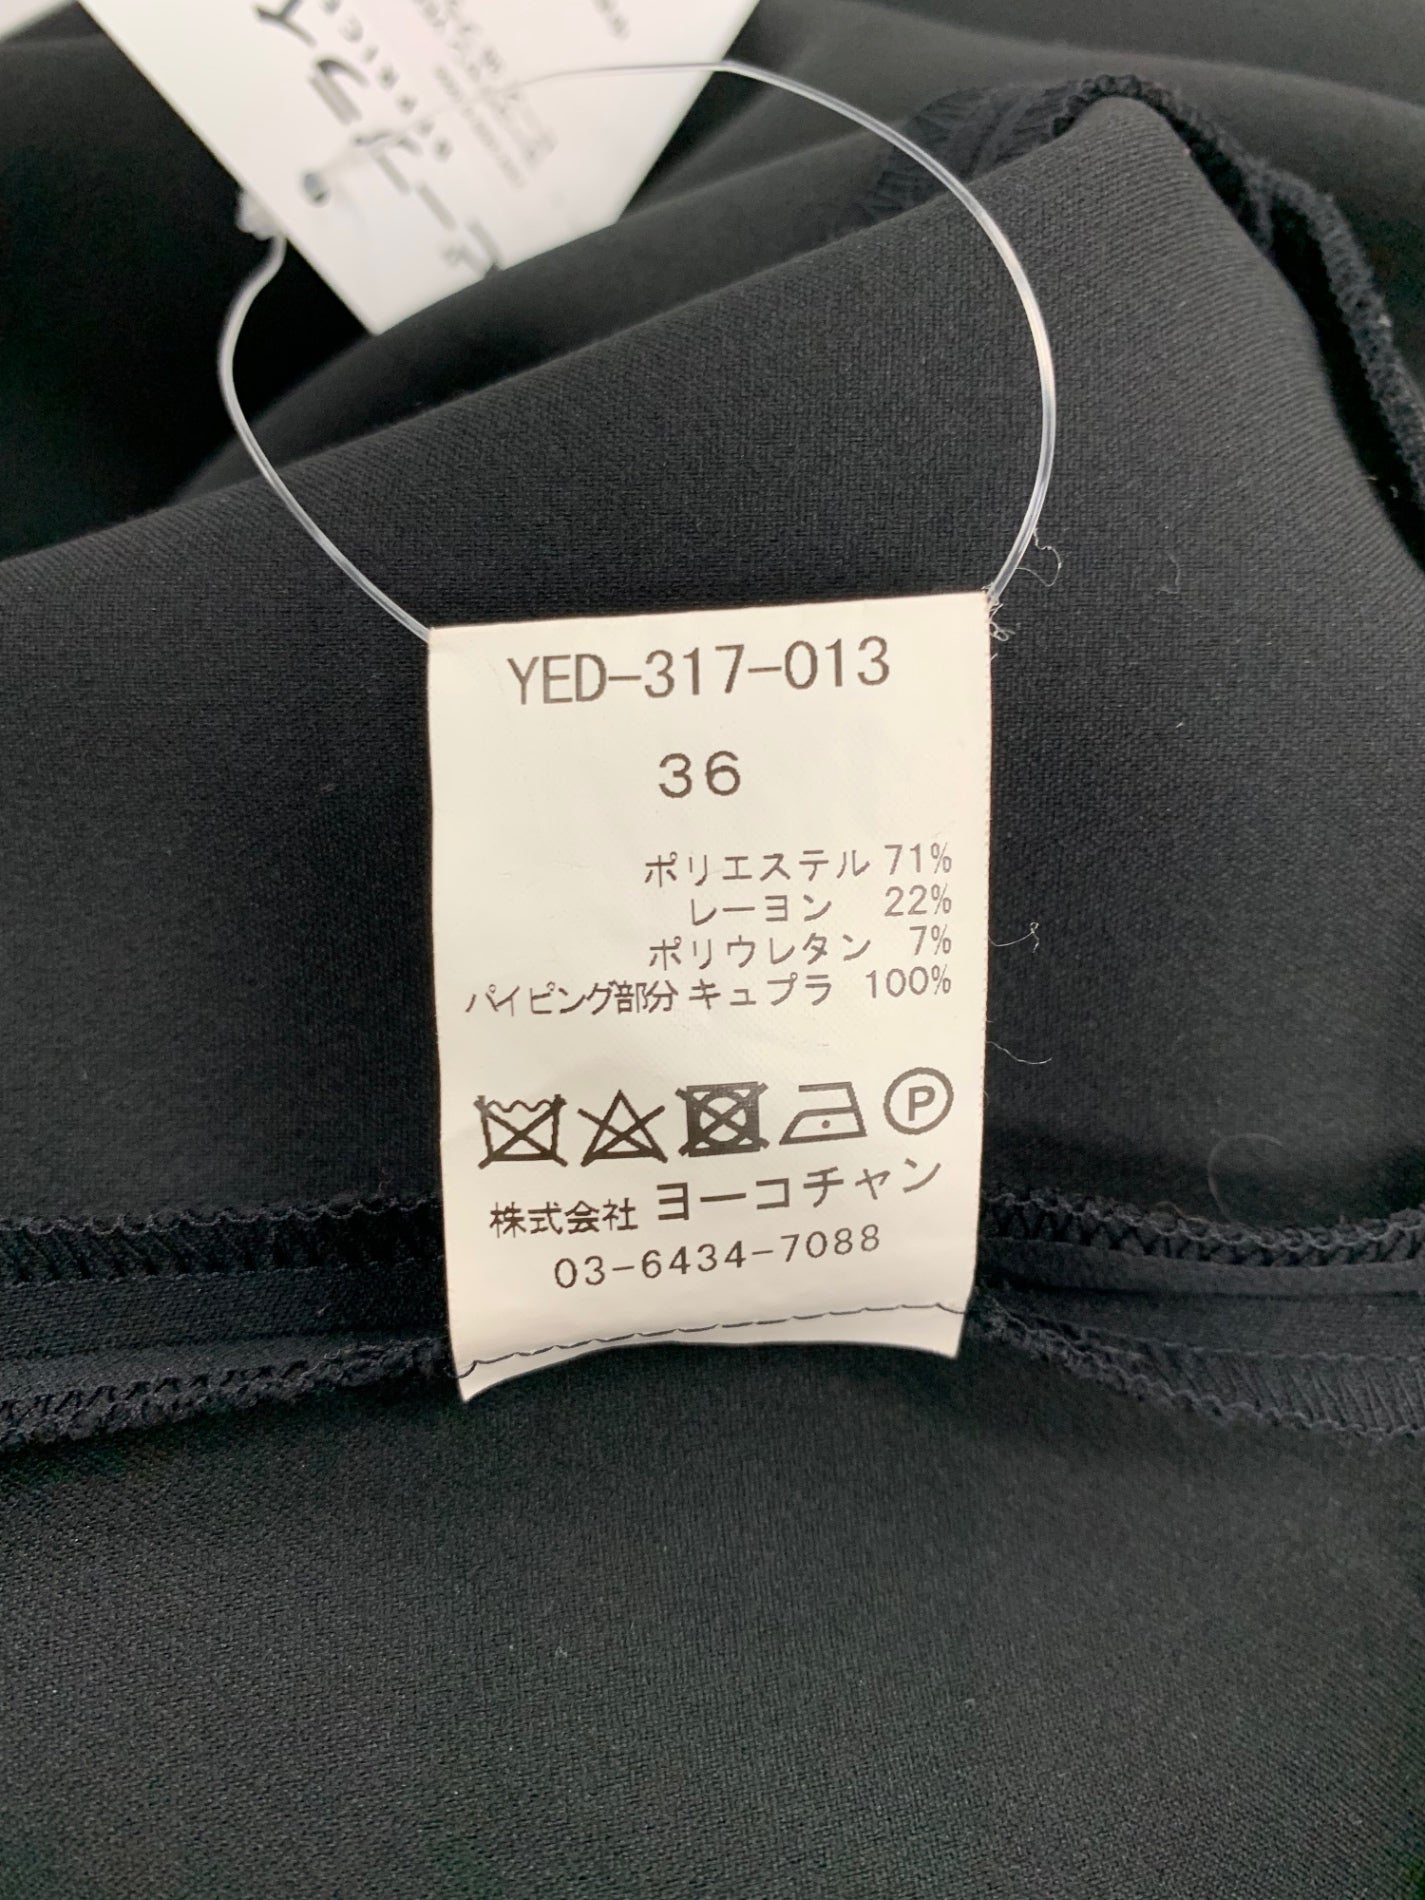 YED-317-013
36
ポリエステル 71%
レーヨン 22%
ポリウレタン 7%
パイピング部分 キュプラ 100%
P
株式会社 ヨーコチャン
03-6434-7088